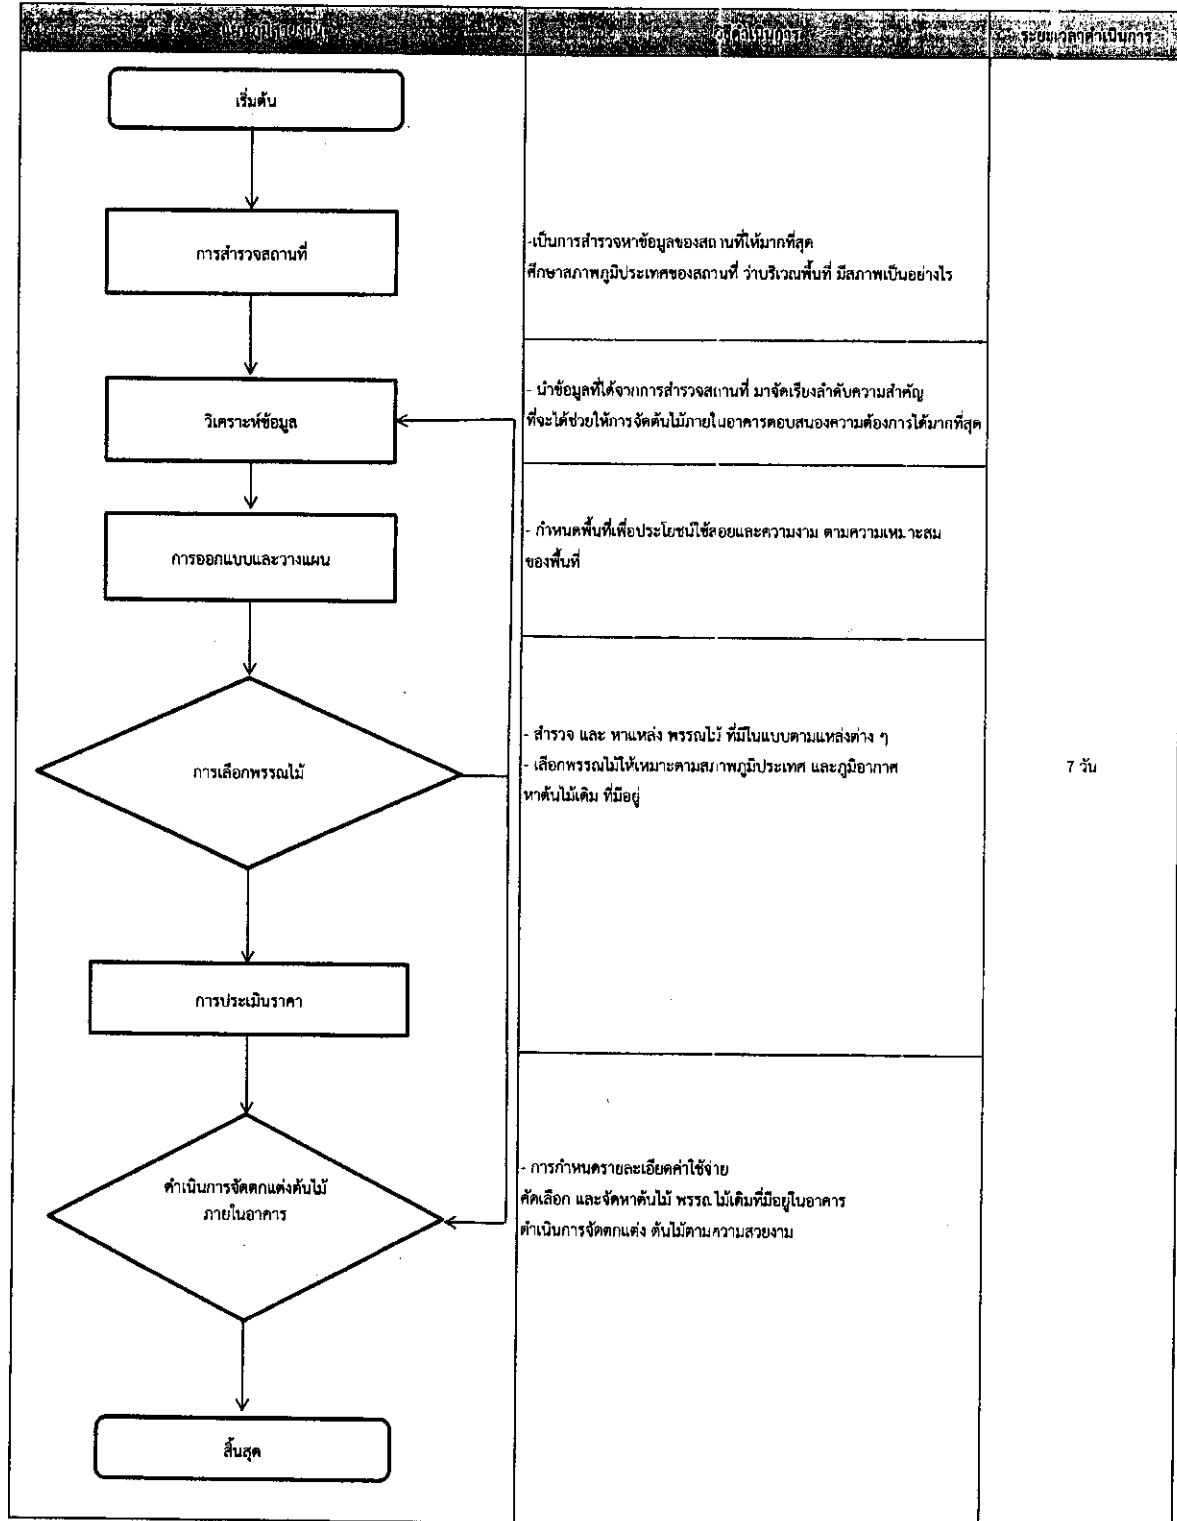 วิธีดำเนินการ
ระยะเวลาดำเนินการ
เริ่มต้น
การสำรวจสถานที่
-เป็นการสำรวจหาข้อมูลของสถานที่ให้มากที่สุด
ศึกษาสภาพภูมิประเทศของสถานที่ ว่าบริเวณพื้นที่ มีสภาพเป็นอย่างไร
วิเคราะห์ข้อมูล
- นำข้อมูลที่ได้จากการสำรวจสถานที่ มาจัดเรียงลำดับความสำคัญ
ที่จะได้ช่วยให้การจัดต้นไม้ภายในอาคารตอบสนองความต้องการได้มากที่สุด
การออกแบบและวางแผน
- กำหนดพื้นที่เพื่อประโยชน์ใช้สอยและความงาม ตามความเหมาะสม
ของพื้นที่
การเลือกพรรณไม้
- สำรวจ และ หาแหล่ง พรรณไม้ ที่มีในแบบตามแหล่งต่าง ๆ
- เลือกพรรณไม้ให้เหมาะตามสภาพภูมิประเทศ และภูมิอากาศ
หาต้นไม้เดิม ที่มีอยู่
7 วัน
การประเมินราคา
ดำเนินการจัดตกแต่งต้นไม้
ภายในอาคาร
- การกำหนดรายละเอียดค่าใช้จ่าย
คัดเลือก และจัดหาต้นไม้ พรรณไม้เดิมที่มีอยู่ในอาคาร
ดำเนินการจัดตกแต่ง ต้นไม้ตามความสวยงาม
สิ้นสุด